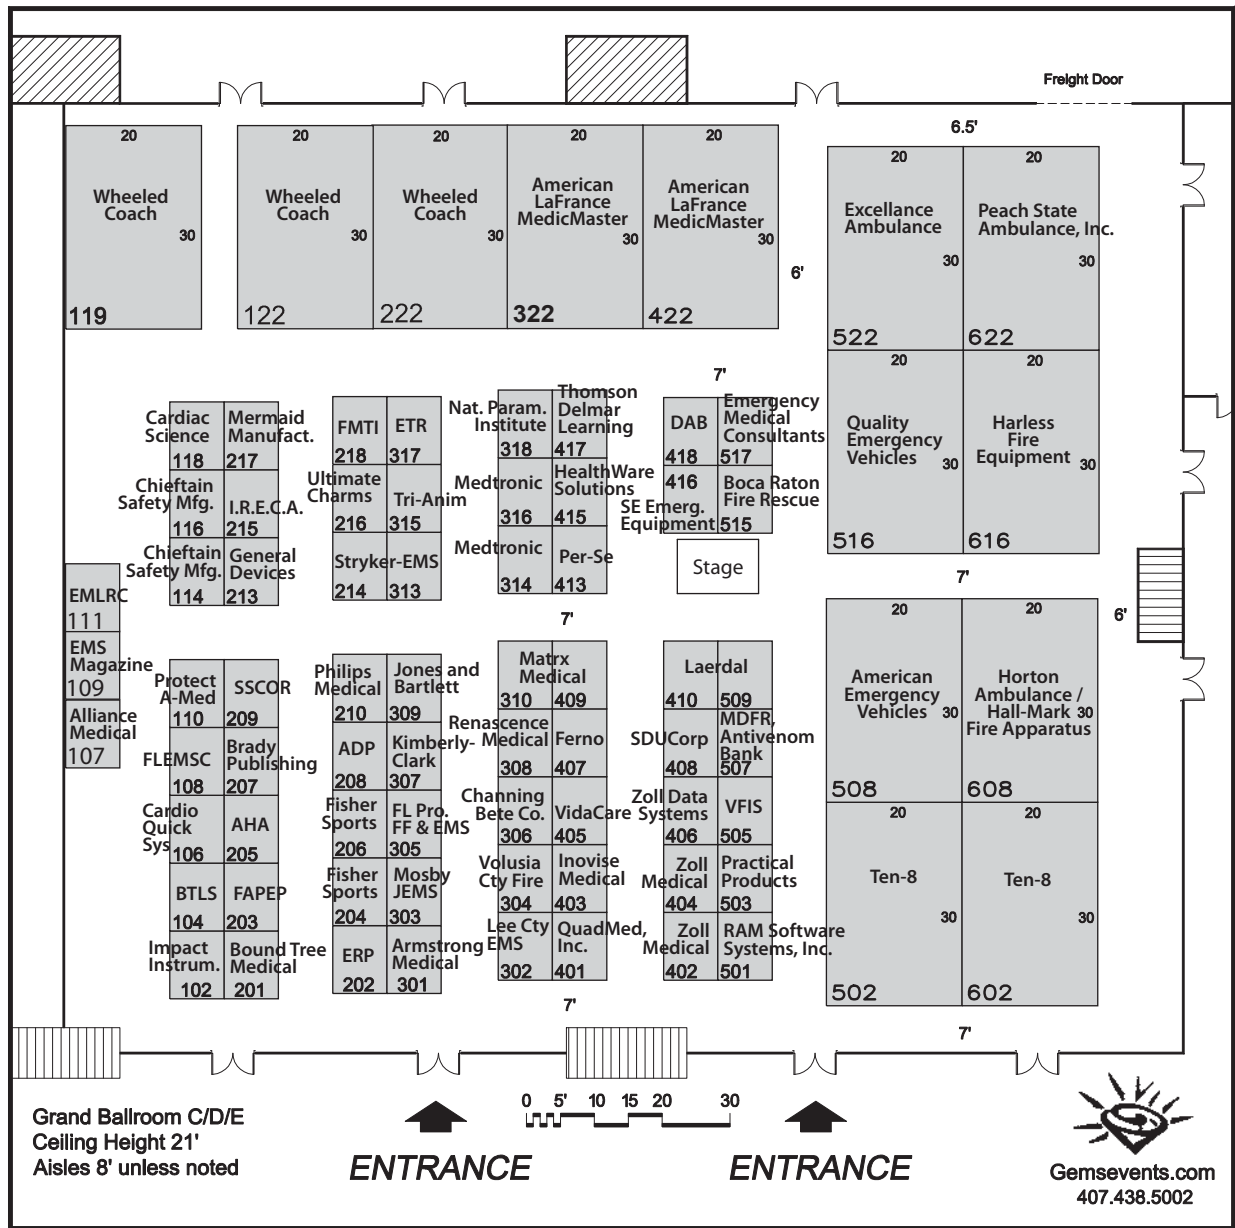 Freight Door
6.5'
20
Wheeled
Coach
30
119
20
Wheeled
Coach
30
122
20
Wheeled
Coach
30
222
20
American
LaFrance
MedicMaster
30
322
20
American
LaFrance
MedicMaster
30
422
6'
20
Excellance
Ambulance
30
522
20
Peach State
Ambulance, Inc.
30
622
20
Quality
Emergency
Vehicles
30
516
20
Harless
Fire
Equipment
30
616
7'
Cardiac
Science
118
Mermaid
Manufact.
217
Chieftain
Safety Mfg.
116
I.R.E.C.A.
215
Chieftain
Safety Mfg.
114
General
Devices
213
FMTI
218
ETR
317
Ultimate
Charms
216
Tri-Anim
315
Stryker-EMS
214
313
Nat. Param.
Institute
318
Thomson
Delmar
Learning
417
Medtronic
316
HealthWare
Solutions
415
Medtronic
314
Per-Se
413
DAB
418
Emergency
Medical
Consultants
517
416
SE Emerg.
Equipment
Boca Raton
Fire Rescue
515
Stage
7'
7'
6'
EMLRC
111
EMS
Magazine
109
Alliance
Medical
107
Protect
A-Med
110
SSCOR
209
FLEMSC
108
Brady
Publishing
207
Cardio
Quick
Sys.
106
AHA
205
BTLS
104
FAPEP
203
Impact
Instrum.
102
Bound Tree
Medical
201
Philips
Medical
210
Jones and
Bartlett
309
ADP
208
Kimberly-
Clark
307
Fisher
Sports
206
FL Pro.
FF & EMS
305
Fisher
Sports
204
Mosby
JEMS
303
ERP
202
Armstrong
Medical
301
Matrx
Medical
310
409
Renascence
Medical
308
Ferno
407
Channing
Bete Co.
306
VidaCare
405
Volusia
Cty Fire
304
Inovise
Medical
403
Lee Cty
EMS
302
QuadMed,
Inc.
401
Laerdal
410
509
SDUCorp
408
MDFR,
Antivenom
Bank
507
Zoll Data
Systems
406
VFIS
505
Zoll
Medical
404
Practical
Products
503
Zoll
Medical
402
RAM Software
Systems, Inc.
501
20
American
Emergency
Vehicles
30
508
20
Horton
Ambulance /
Hall-Mark
Fire Apparatus
30
608
20
Ten-8
30
502
20
Ten-8
30
602
7'
7'
Grand Ballroom C/D/E
Ceiling Height 21'
Aisles 8' unless noted
ENTRANCE
0 5' 10 15 20 30
ENTRANCE
Gemsevents.com
407.438.5002